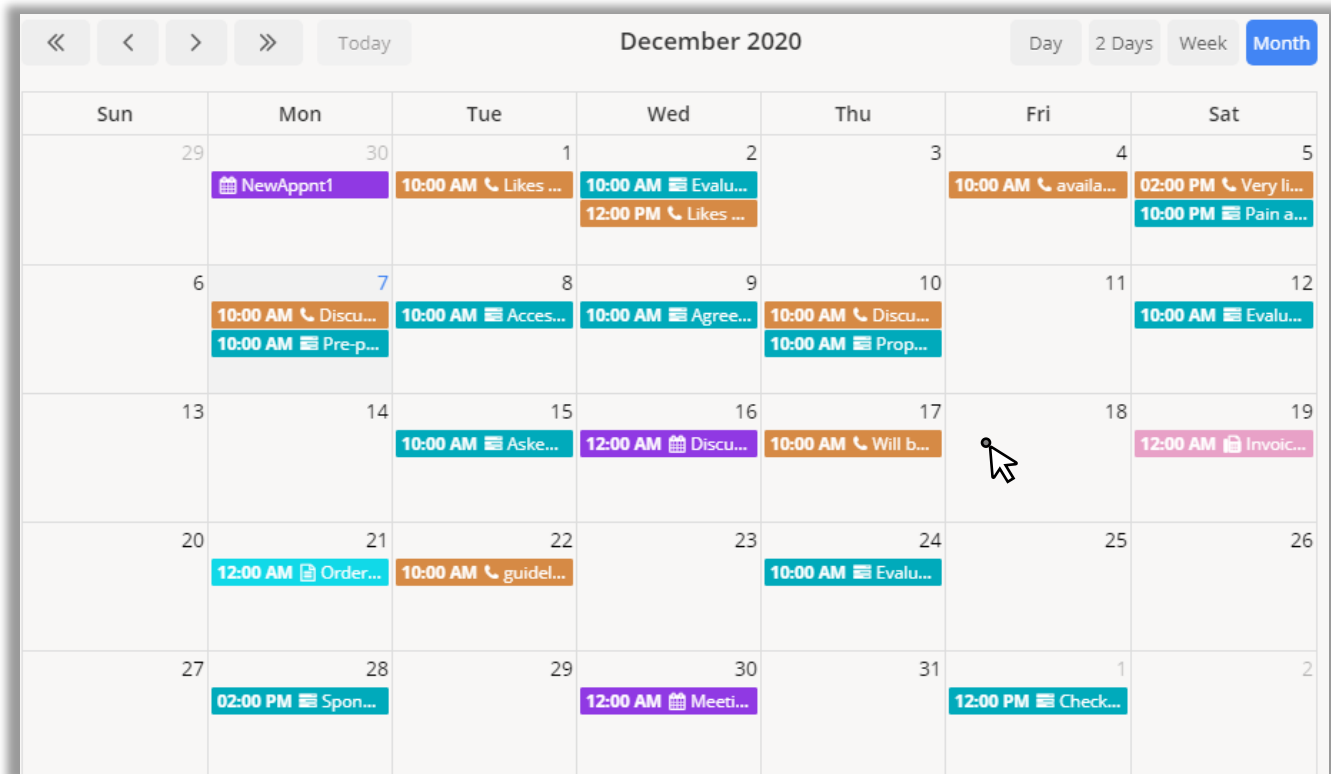 Today
December 2020
Day 2 Days Week Month
Sun Mon Tue Wed Thu Fri Sat
29 30 1 2 3 4 5
NewAppnt1 10:00 AM Likes ... 10:00 AM Evalu... 10:00 AM availa... 02:00 PM Very li...
12:00 PM Likes ... 10:00 PM Pain a...
6 7 8 9 10 11 12
10:00 AM Discu... 10:00 AM Acces... 10:00 AM Agree... 10:00 AM Discu... 10:00 AM Evalu...
10:00 AM Pre-p... 10:00 AM Prop...
13 14 15 16 17 18 19
10:00 AM Aske... 12:00 AM Discu... 10:00 AM Will b... 12:00 AM Invoic...
20 21 22 23 24 25 26
12:00 AM Order... 10:00 AM guidel... 10:00 AM Evalu...
27 28 29 30 31 1 2
02:00 PM Spon... 12:00 AM Meeti... 12:00 PM Check...